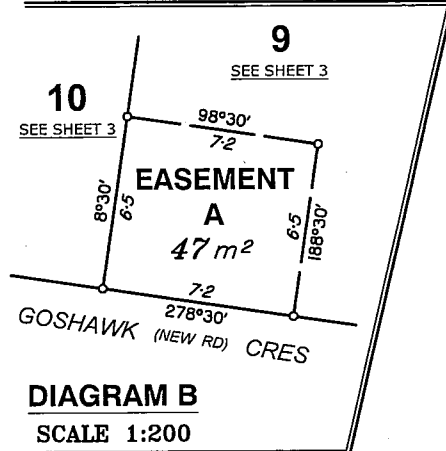 9
SEE SHEET 3
10
SEE SHEET 3
98°30'
7·2
EASEMENT
A
47 m²
8°30'
6·5
6·5
188°30'
7·2
278°30'
GOSHAWK (NEW RD) CRES
DIAGRAM B
SCALE 1:200